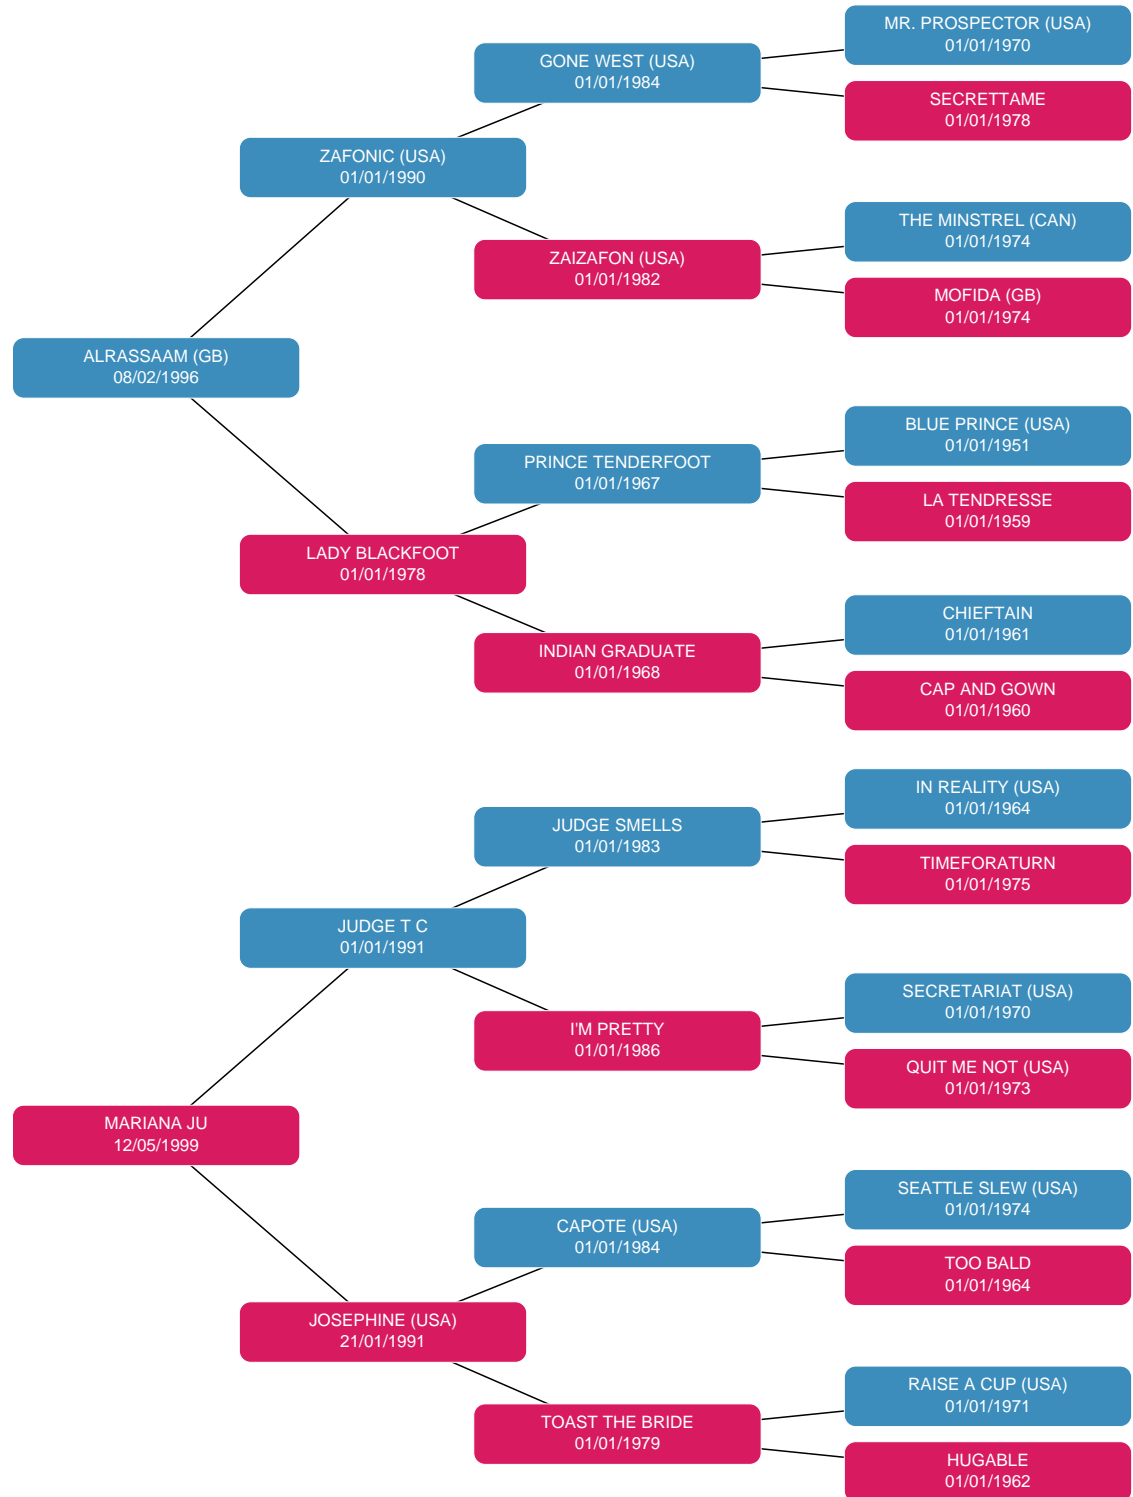 MR. PROSPECTOR (USA)
01/01/1970
GONE WEST (USA)
01/01/1984
SECRETTAME
01/01/1978
ZAFONIC (USA)
01/01/1990
THE MINSTREL (CAN)
01/01/1974
ZAIZAFON (USA)
01/01/1982
MOFIDA (GB)
01/01/1974
ALRASSAAM (GB)
08/02/1996
BLUE PRINCE (USA)
01/01/1951
PRINCE TENDERFOOT
01/01/1967
LA TENDRESSE
01/01/1959
LADY BLACKFOOT
01/01/1978
CHIEFTAIN
01/01/1961
INDIAN GRADUATE
01/01/1968
CAP AND GOWN
01/01/1960
IN REALITY (USA)
01/01/1964
JUDGE SMELLS
01/01/1983
TIMEFORATURN
01/01/1975
JUDGE T C
01/01/1991
SECRETARIAT (USA)
01/01/1970
I'M PRETTY
01/01/1986
QUIT ME NOT (USA)
01/01/1973
MARIANA JU
12/05/1999
SEATTLE SLEW (USA)
01/01/1974
CAPOTE (USA)
01/01/1984
TOO BALD
01/01/1964
JOSEPHINE (USA)
21/01/1991
RAISE A CUP (USA)
01/01/1971
TOAST THE BRIDE
01/01/1979
HUGABLE
01/01/1962